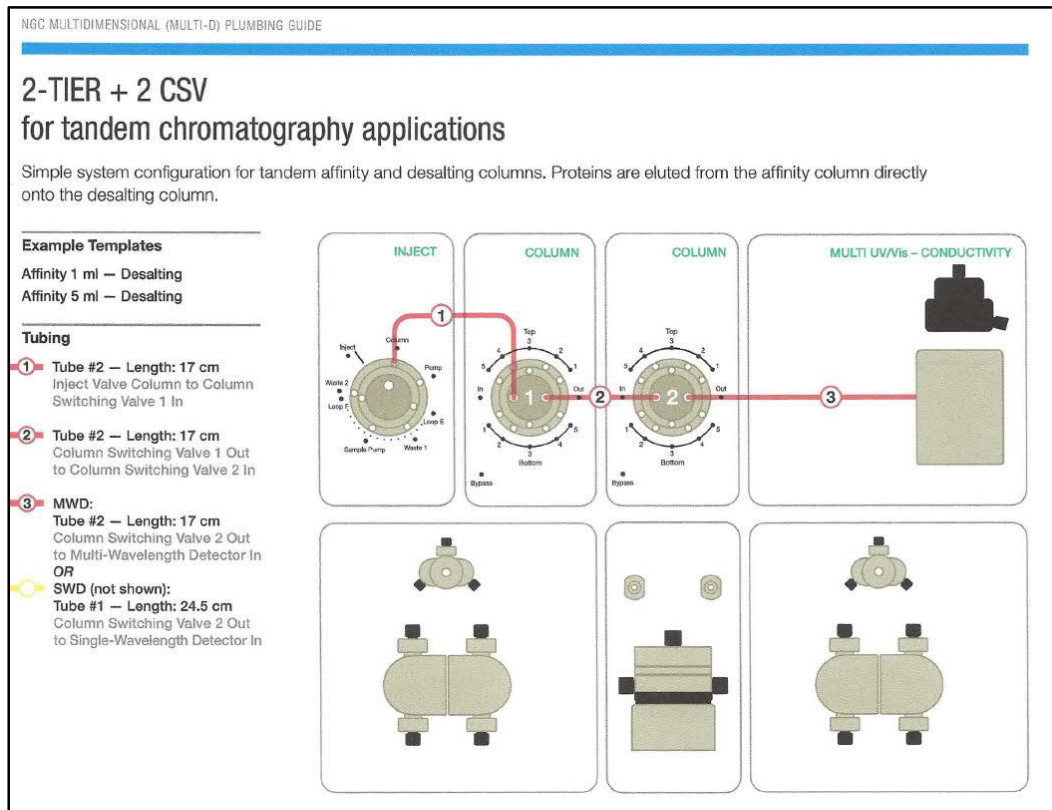 NGC MULTIDIMENSIONAL (MULTI-D) PLUMBING GUIDE
2-TIER + 2 CSV
for tandem chromatography applications
Simple system configuration for tandem affinity and desalting columns. Proteins are eluted from the affinity column directly
onto the desalting column.
Example Templates
Affinity 1 ml — Desalting
Affinity 5 ml — Desalting
Tubing
1 Tube #2 — Length: 17 cm
Inject Valve Column to Column
Switching Valve 1 In
2 Tube #2 — Length: 17 cm
Column Switching Valve 1 Out
to Column Switching Valve 2 In
3 MWD:
Tube #2 — Length: 17 cm
Column Switching Valve 2 Out
to Multi-Wavelength Detector In
OR
SWD (not shown):
Tube #1 — Length: 24.5 cm
Column Switching Valve 2 Out
to Single-Wavelength Detector In
INJECT
1
Column
Inject
Pump
Waste 2
Loop F
Loop E
Sample Pump
Waste 1
COLUMN
Top
3
4 2
5 1
In Out
1
1 5
2 4
3
Bottom
Bypass
2
COLUMN
Top
3
4 2
5 1
In Out
2
1 5
2 4
3
Bottom
Bypass
MULTI UV/Vis – CONDUCTIVITY
3